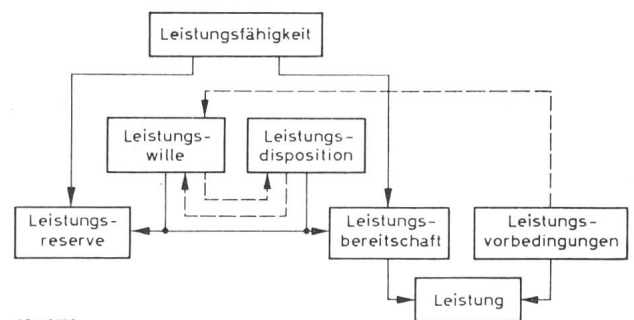 Leistungsfähigkeit
Leistungs-
wille
Leistungs-
disposition
Leistungs-
reserve
Leistungs-
bereitschaft
Leistungs-
vorbedingungen
Leistung